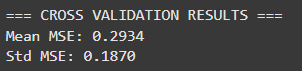 === CROSS VALIDATION RESULTS ===
Mean MSE: 0.2934
Std MSE: 0.1870